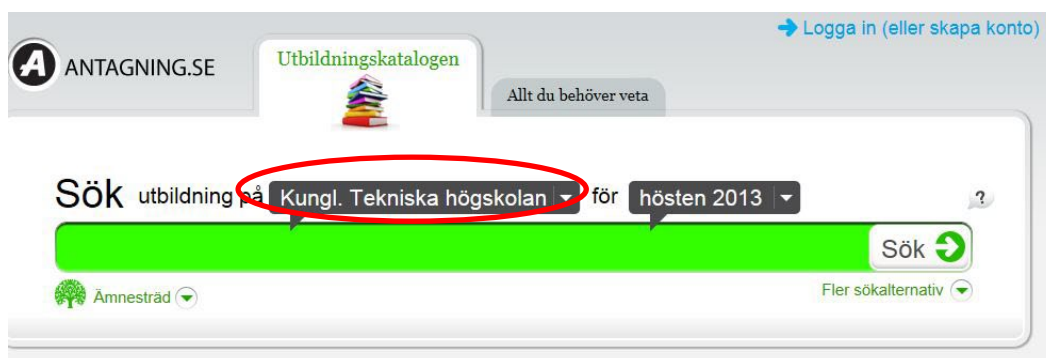 Logga in (eller skapa konto)
A ANTAGNING.SE
Utbildningskatalogen
Allt du behöver veta
Sök utbildning på Kungl. Tekniska högskolan för hösten 2013 ?
Sök
Ämnesträd
Fler sökalternativ